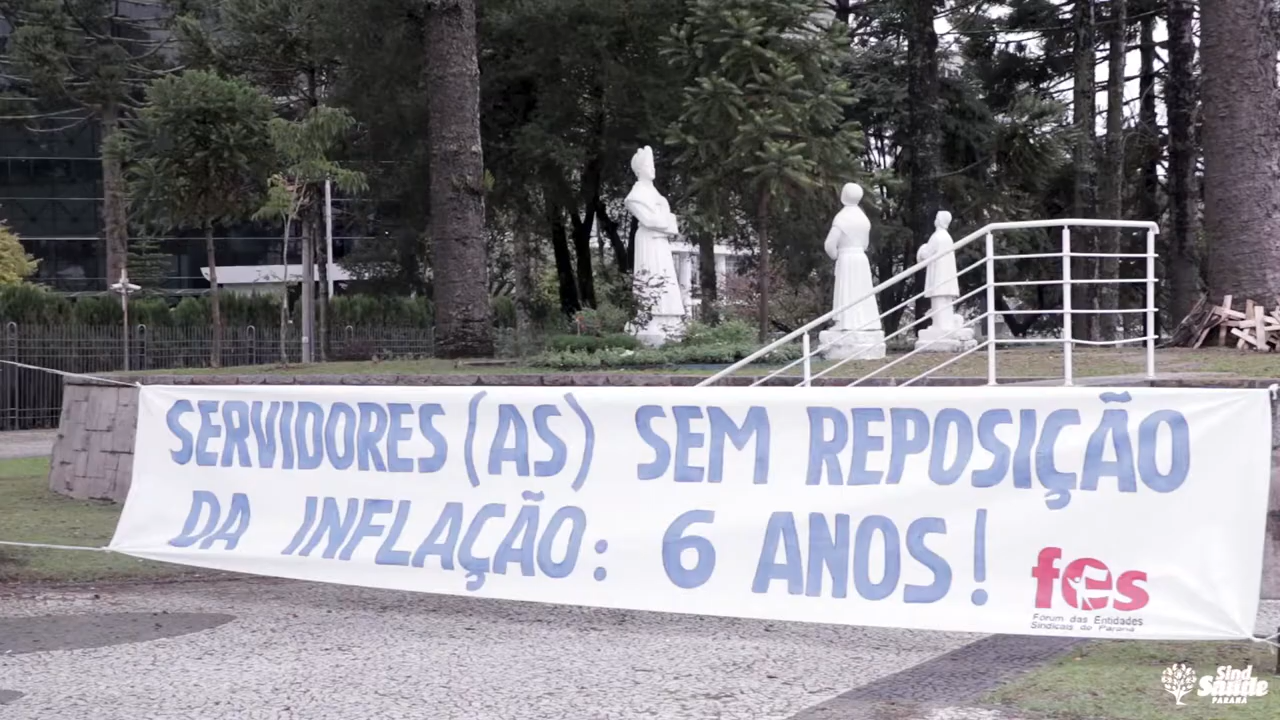 SERVIDORES (AS) SEM REPOSIÇÃO
DA INFLAÇÃO: 6 ANOS!
fes
Fórum das Entidades
Sindicais do Paraná
Sind
Saúde
PARANÁ